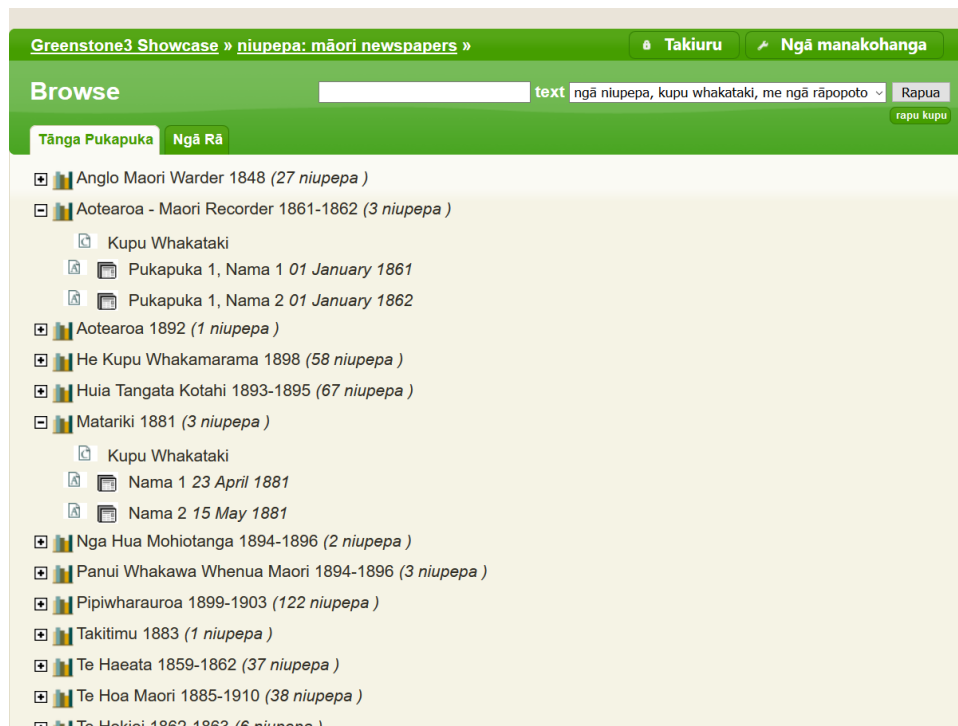 Greenstone3 Showcase » niupepa: māori newspapers » Takiuru Ngā manakohanga
Browse text ngā niupepa, kupu whakataki, me ngā rāpopoto Rapua
rapu kupu
Tānga Pukapuka Ngā Rā
Anglo Maori Warder 1848 (27 niupepa )
Aotearoa - Maori Recorder 1861-1862 (3 niupepa )
Kupu Whakataki
Pukapuka 1, Nama 1 01 January 1861
Pukapuka 1, Nama 2 01 January 1862
Aotearoa 1892 (1 niupepa )
He Kupu Whakamarama 1898 (58 niupepa )
Huia Tangata Kotahi 1893-1895 (67 niupepa )
Matariki 1881 (3 niupepa )
Kupu Whakataki
Nama 1 23 April 1881
Nama 2 15 May 1881
Nga Hua Mohiotanga 1894-1896 (2 niupepa )
Panui Whakawa Whenua Maori 1894-1896 (3 niupepa )
Pipiwharauroa 1899-1903 (122 niupepa )
Takitimu 1883 (1 niupepa )
Te Haeata 1859-1862 (37 niupepa )
Te Hoa Maori 1885-1910 (38 niupepa )
Te Hokioi 1862-1863 (6 niupepa )